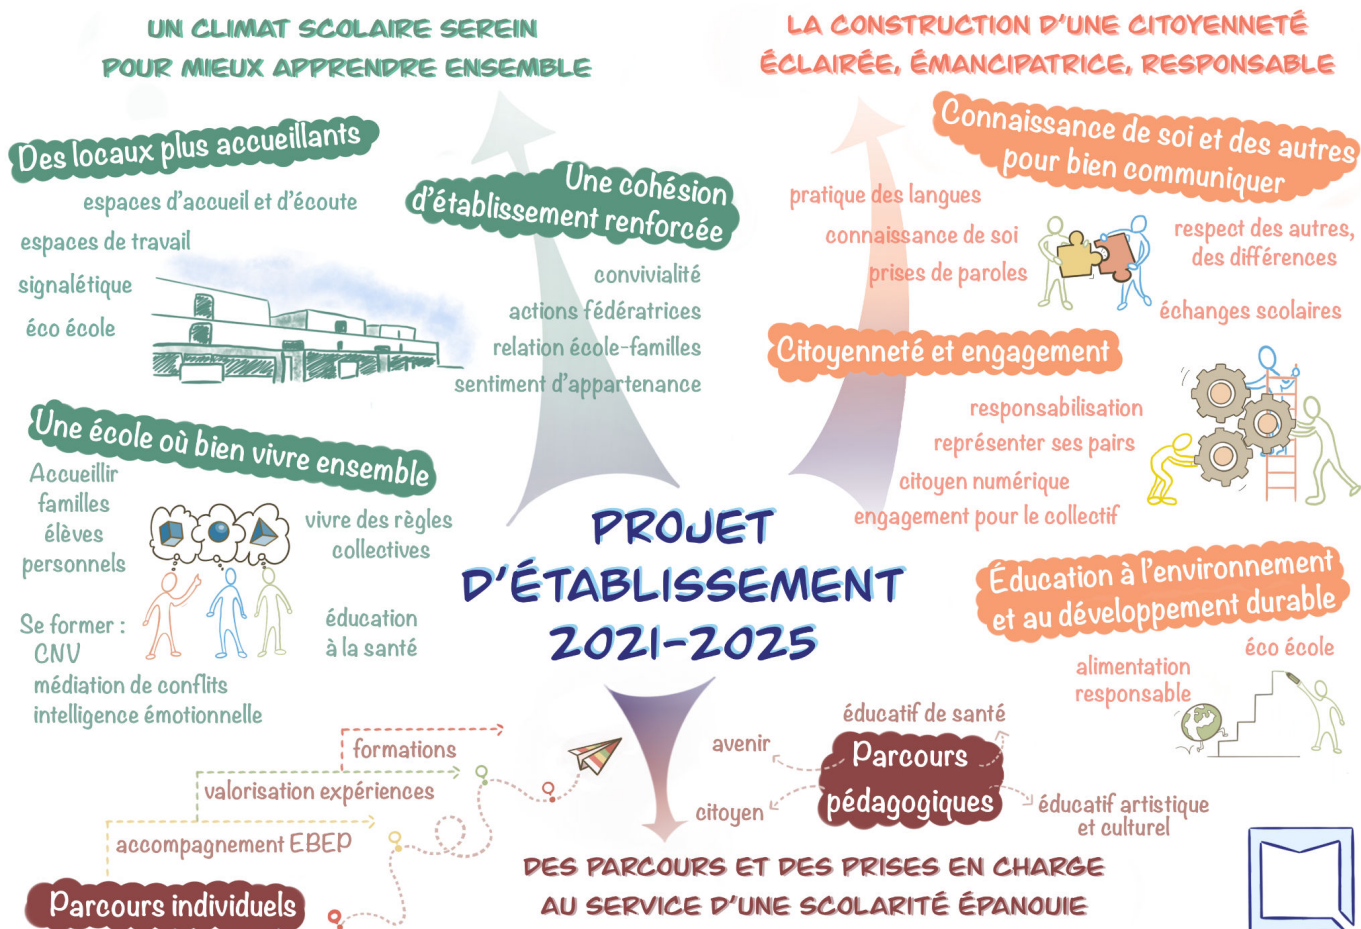 UN CLIMAT SCOLAIRE SEREIN
POUR MIEUX APPRENDRE ENSEMBLE
Des locaux plus accueillants
espaces d'accueil et d'écoute
espaces de travail
signalétique
éco école
Une cohésion
d'établissement renforcée
convivialité
actions fédératrices
relation école-familles
sentiment d'appartenance
Une école où bien vivre ensemble
Accueillir
familles
élèves
personnels
vivre des règles
collectives
Se former :
CNV
médiation de conflits
intelligence émotionnelle
éducation
à la santé
LA CONSTRUCTION D'UNE CITOYENNETÉ
ÉCLAIRÉE, ÉMANCIPATRICE, RESPONSABLE
Connaissance de soi et des autres
pour bien communiquer
pratique des langues
connaissance de soi
prises de paroles
respect des autres,
des différences
échanges scolaires
Citoyenneté et engagement
responsabilisation
représenter ses pairs
citoyen numérique
engagement pour le collectif
Éducation à l'environnement
et au développement durable
éco école
alimentation
responsable
PROJET
D'ÉTABLISSEMENT
2021-2025
formations
valorisation expériences
accompagnement EBEP
Parcours individuels
éducatif de santé
avenir
Parcours
pédagogiques
citoyen
éducatif artistique
et culturel
DES PARCOURS ET DES PRISES EN CHARGE
AU SERVICE D'UNE SCOLARITÉ ÉPANOUIE